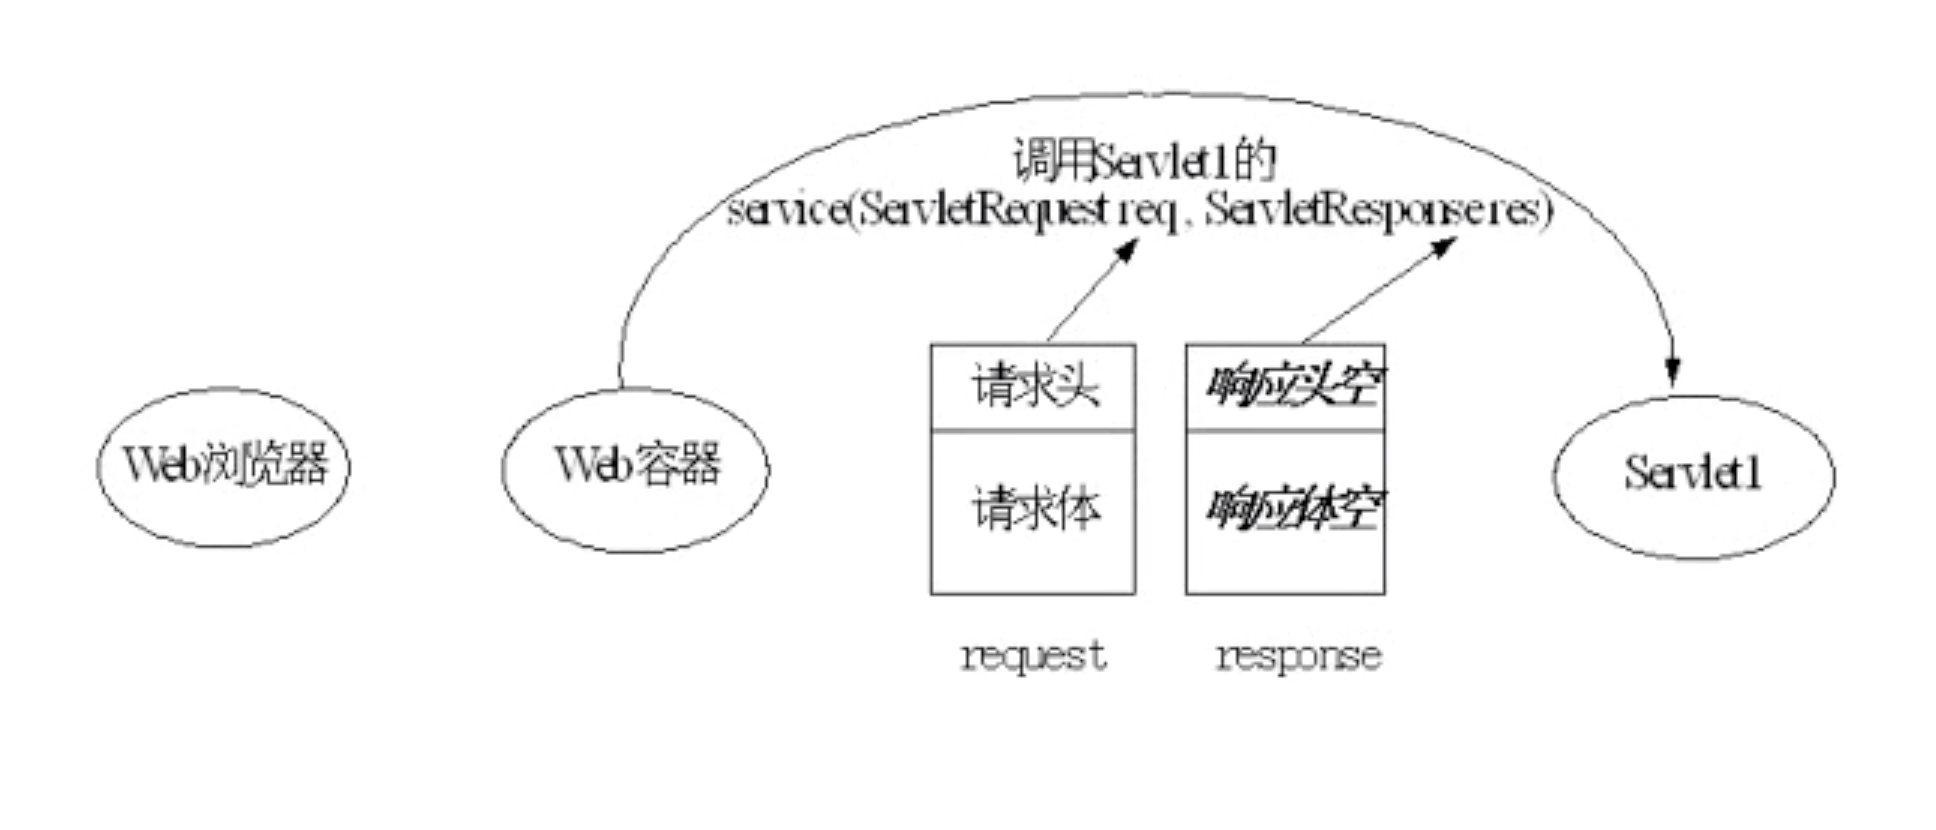 调用Servlet1的
service(ServletRequest req , ServletResponse res)
请求头
响应头空
Web浏览器
Web容器
Servlet1
请求体
响应体空
request
response